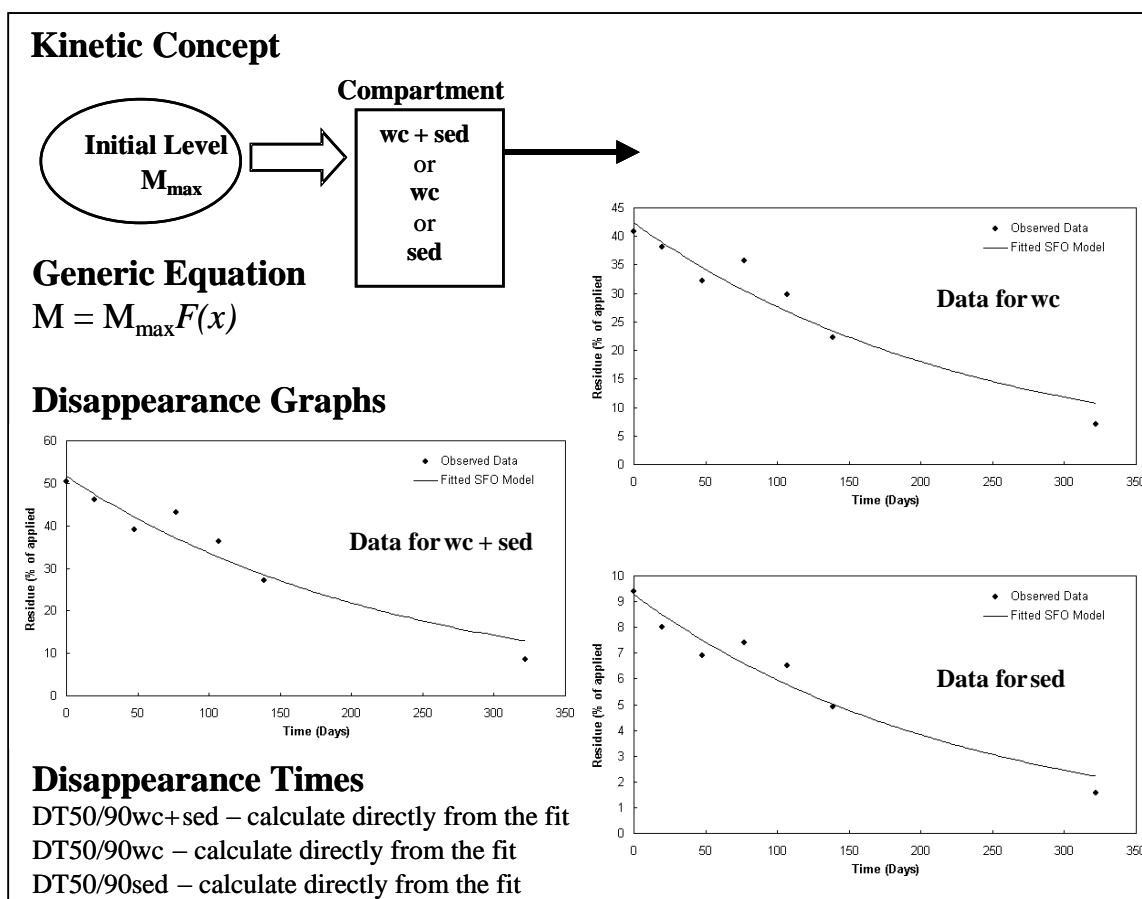 Kinetic Concept
Initial Level
Mmax
Compartment
wc + sed
or
wc
or
sed
Generic Equation
M = MmaxF(x)
Disappearance Graphs
60
50
40
30
20
10
0
Residue (% of applied
0 50 100 150 200 250 300 350
Time (Days)
Observed Data
Fitted SFO Model
Data for wc + sed
45
40
35
30
25
20
15
10
5
0
Residue (% of applied
0 50 100 150 200 250 300 350
Time (Days)
Observed Data
Fitted SFO Model
Data for wc
10
9
8
7
6
5
4
3
2
1
0
Residue (% of applied
0 50 100 150 200 250 300 350
Time (Days)
Observed Data
Fitted SFO Model
Data for sed
Disappearance Times
DT50/90wc+sed – calculate directly from the fit
DT50/90wc – calculate directly from the fit
DT50/90sed – calculate directly from the fit